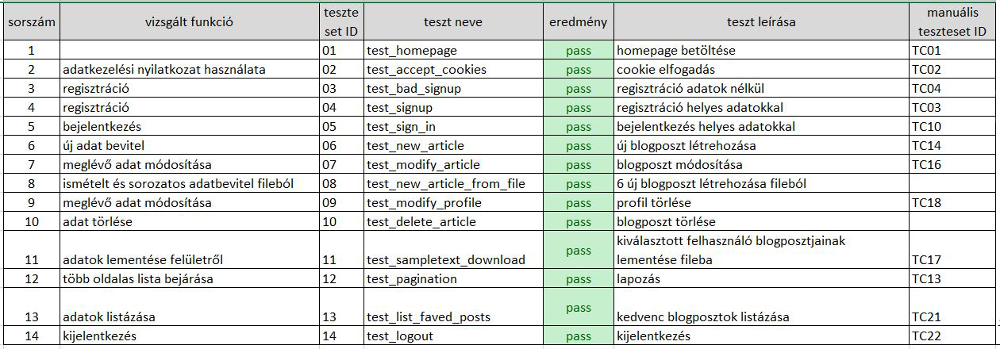 sorszám vizsgált funkció teszte set ID teszt neve eredmény teszt leírása manuális teszteset ID
1 01 test_homepage pass homepage betöltése TC01
2 adatkezelési nyilatkozat használata 02 test_accept_cookies pass cookie elfogadás TC02
3 regisztráció 03 test_bad_signup pass regisztráció adatok nélkül TC04
4 regisztráció 04 test_signup pass regisztráció helyes adatokkal TC03
5 bejelentkezés 05 test_sign_in pass bejelentkezés helyes adatokkal TC10
6 új adat bevitel 06 test_new_article pass új blogposzt létrehozása TC14
7 meglévő adat módosítása 07 test_modify_article pass blogposzt módosítása TC16
8 ismételt és sorozatos adatbevitel fileból 08 test_new_article_from_file pass 6 új blogposzt létrehozása fileból
9 meglévő adat módosítása 09 test_modify_profile pass profil törlése TC18
10 adat törlése 10 test_delete_article pass blogposzt törlése
11 adatok lementése felületről 11 test_sampletext_download pass kiválasztott felhasználó blogposztjainak lementése fileba TC17
12 több oldalas lista bejárása 12 test_pagination pass lapozás TC13
13 adatok listázása 13 test_list_faved_posts pass kedvenc blogposztok listázása TC21
14 kijelentkezés 14 test_logout pass kijelentkezés TC22